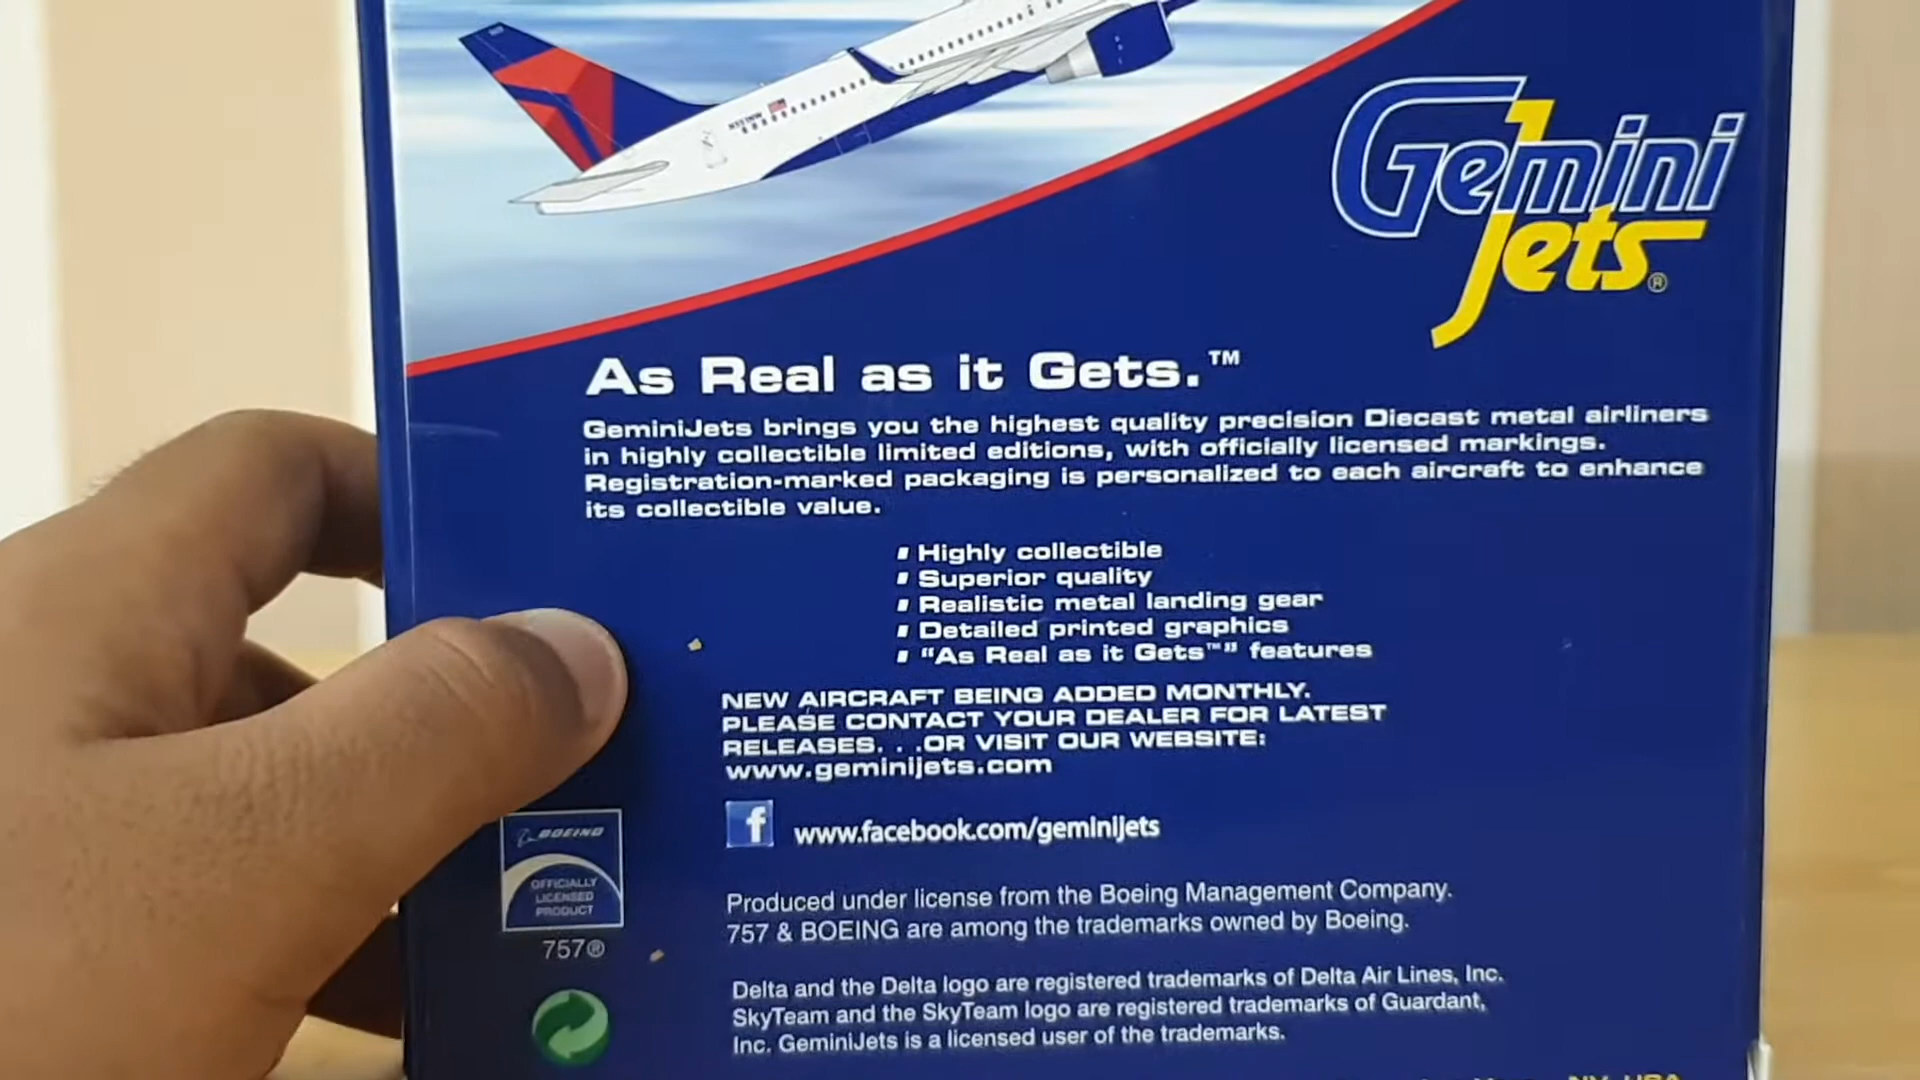 Gemini
Jets®
As Real as it Gets.™
GeminiJets brings you the highest quality precision Diecast metal airliners
in highly collectible limited editions, with officially licensed markings.
Registration-marked packaging is personalized to each aircraft to enhance
its collectible value.
Highly collectible
Superior quality
Realistic metal landing gear
Detailed printed graphics
"As Real as it Gets™" features
NEW AIRCRAFT BEING ADDED MONTHLY.
PLEASE CONTACT YOUR DEALER FOR LATEST
RELEASES. . .OR VISIT OUR WEBSITE:
www.geminijets.com
f www.facebook.com/geminijets
BOEING
OFFICIALLY
LICENSED
PRODUCT
757®
Produced under license from the Boeing Management Company.
757 & BOEING are among the trademarks owned by Boeing.
Delta and the Delta logo are registered trademarks of Delta Air Lines, Inc.
SkyTeam and the SkyTeam logo are registered trademarks of Guardant,
Inc. GeminiJets is a licensed user of the trademarks.